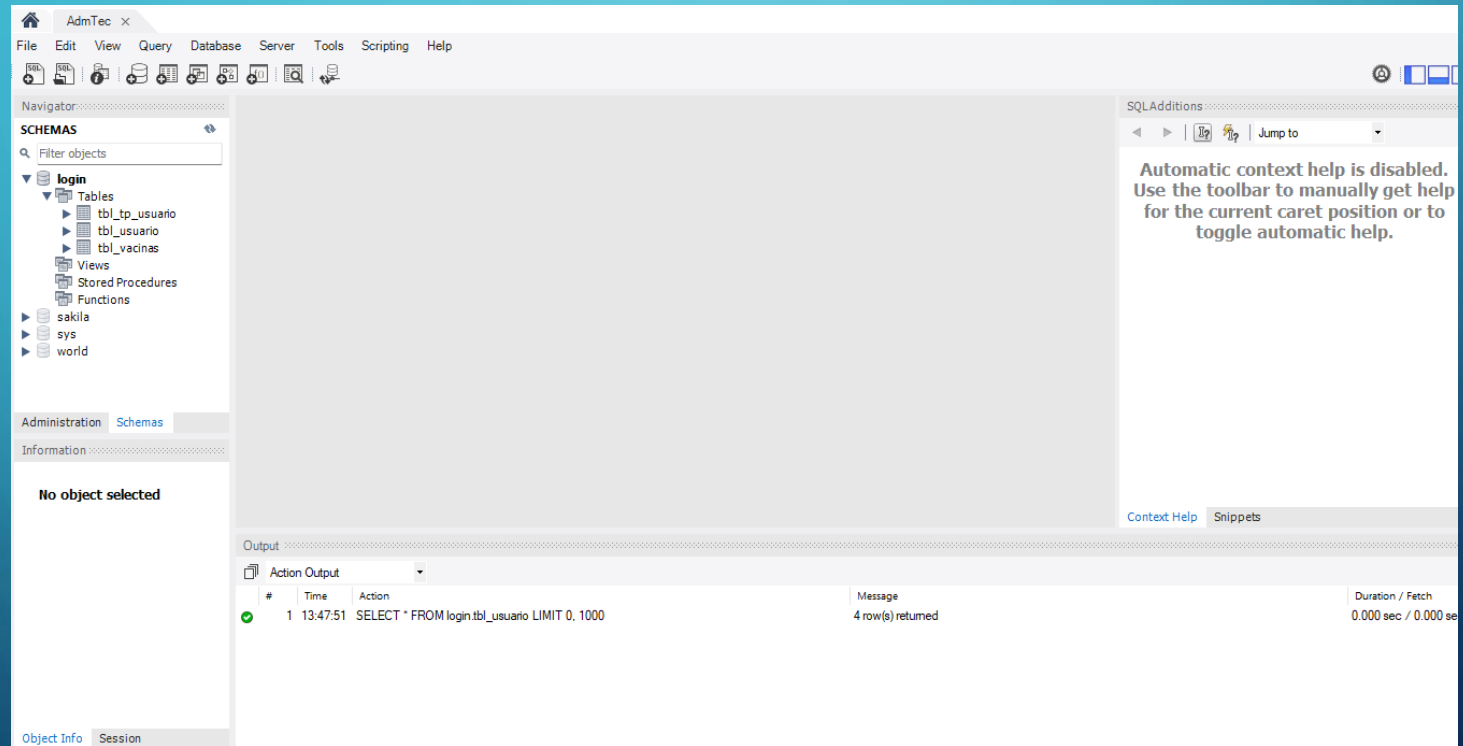 AdmTec ×
File Edit View Query Database Server Tools Scripting Help
Navigator
SCHEMAS
Filter objects
login
Tables
tbl_tp_usuario
tbl_usuario
tbl_vacinas
Views
Stored Procedures
Functions
sakila
sys
world
Administration Schemas
Information
No object selected
Object Info Session
SQLAdditions
Jump to
Automatic context help is disabled.
Use the toolbar to manually get help
for the current caret position or to
toggle automatic help.
Context Help Snippets
Output
Action Output
# Time Action Message Duration / Fetch
1 13:47:51 SELECT * FROM login.tbl_usuario LIMIT 0, 1000 4 row(s) returned 0.000 sec / 0.000 se